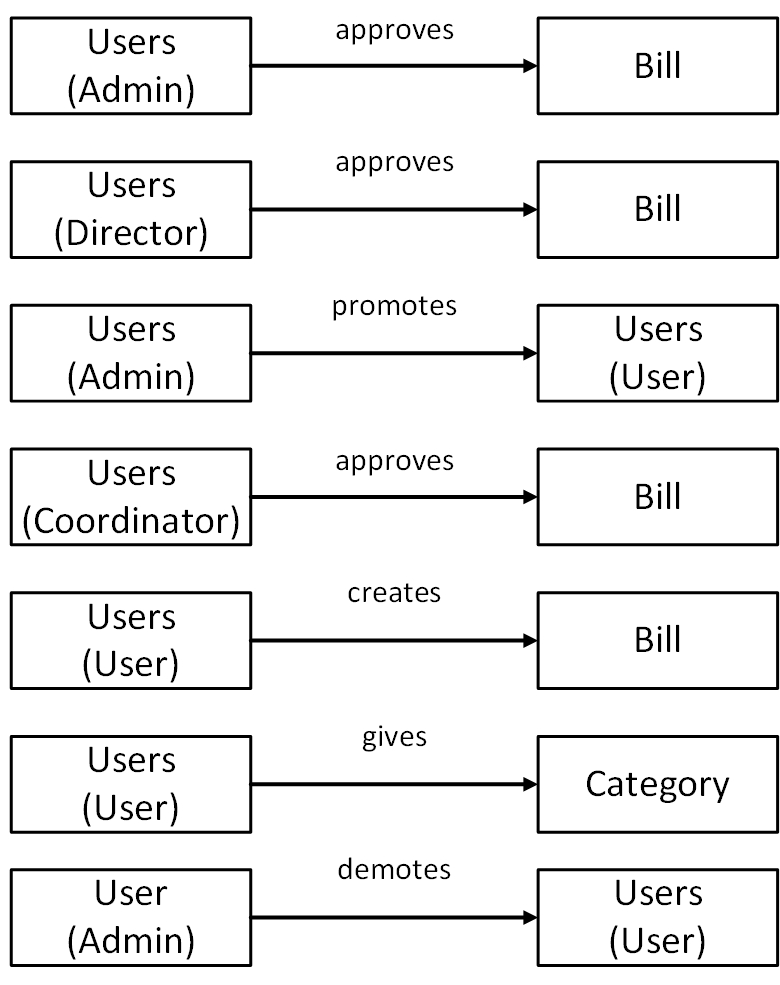 approves
Users
(Admin)
Bill
approves
Users
(Director)
Bill
promotes
Users
(Admin)
Users
(User)
approves
Users
(Coordinator)
Bill
creates
Users
(User)
Bill
gives
Users
(User)
Category
demotes
User
(Admin)
Users
(User)